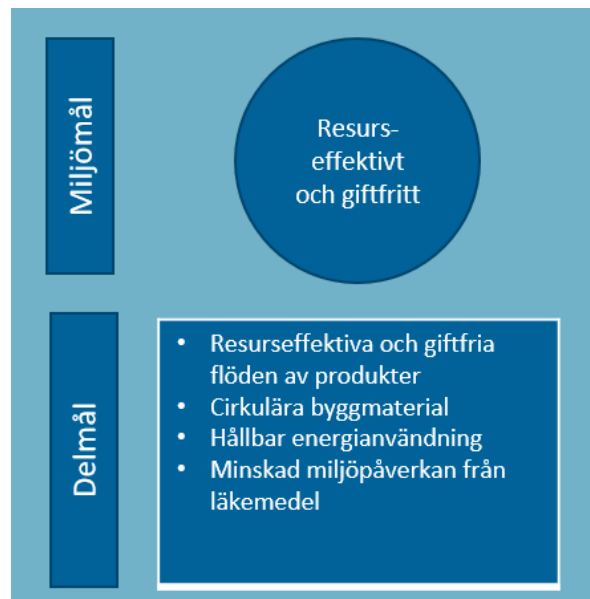 Miljömål
Resurs-
effektivt
och giftfritt
Delmål
• Resurseffektiva och giftfria
flöden av produkter
• Cirkulära byggmaterial
• Hållbar energianvändning
• Minskad miljöpåverkan från
läkemedel